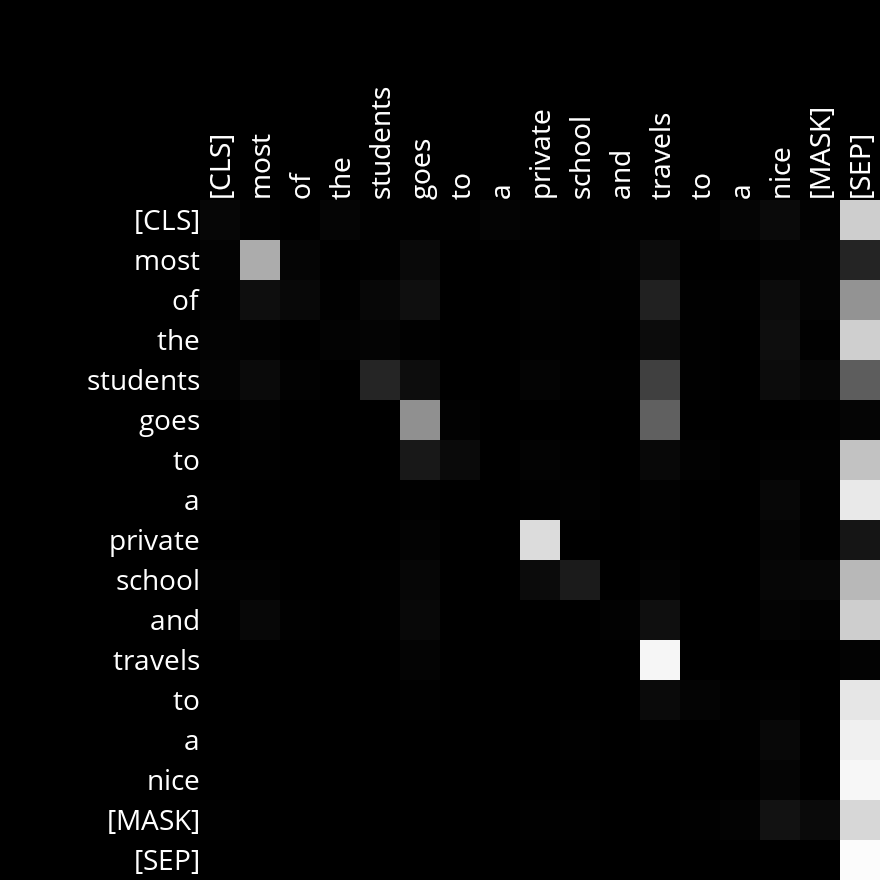 [CLS] most of the students goes to a private school and travels to a nice [MASK] [SEP]
[CLS]
most
of
the
students
goes
to
a
private
school
and
travels
to
a
nice
[MASK]
[SEP]